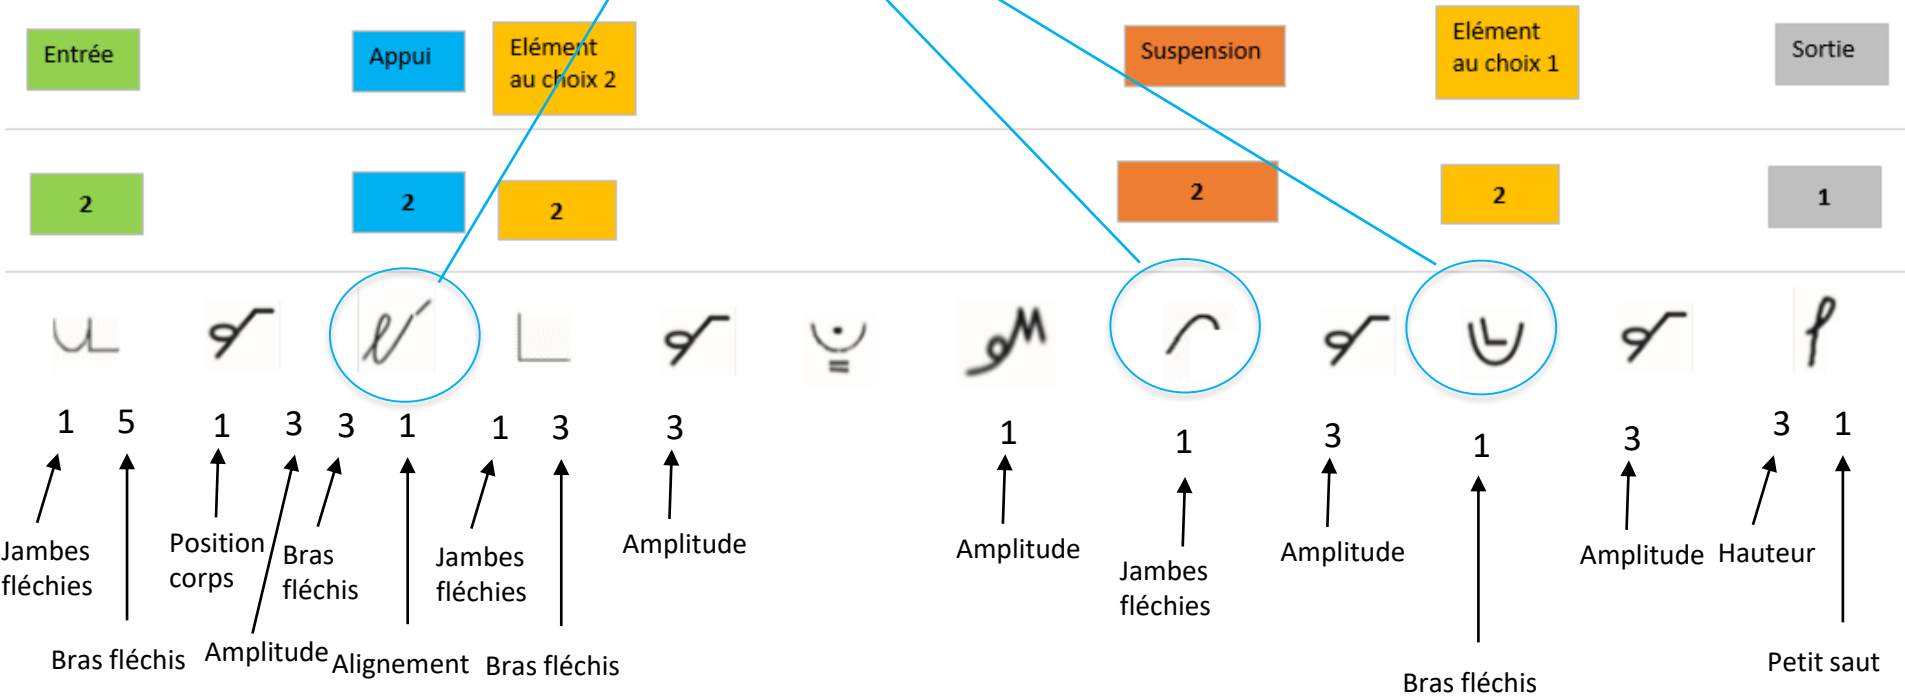 Entrée
Appui
Elément
au choix 2
Suspension
Elément
au choix 1
Sortie
2
2
2
2
2
1
1 5 1 3 3 1 1 3 3 1 1 3 1 3 3 1
Jambes
fléchies
Bras fléchis
Position
corps
Amplitude
Bras
fléchis
Alignement
Jambes
fléchies
Bras fléchis
Amplitude
Amplitude
Jambes
fléchies
Amplitude
Bras fléchis
Amplitude
Hauteur
Petit saut